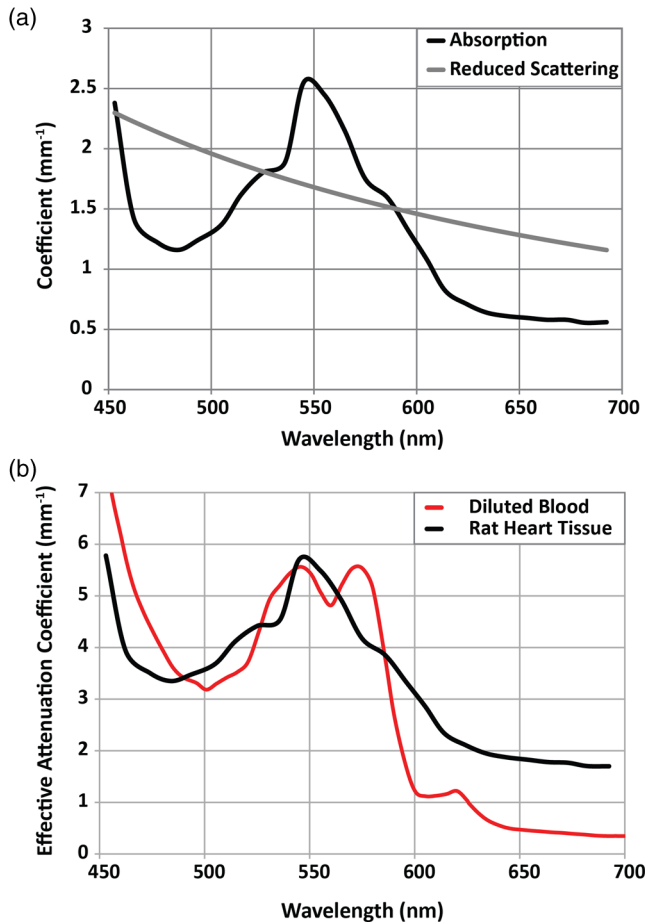 (a)
3
2.5
2
1.5
1
0.5
0
Coefficient (mm⁻¹)
Absorption
Reduced Scattering
450 500 550 600 650 700
Wavelength (nm)
(b)
7
6
5
4
3
2
1
0
Effective Attenuation Coefficient (mm⁻¹)
Diluted Blood
Rat Heart Tissue
450 500 550 600 650 700
Wavelength (nm)